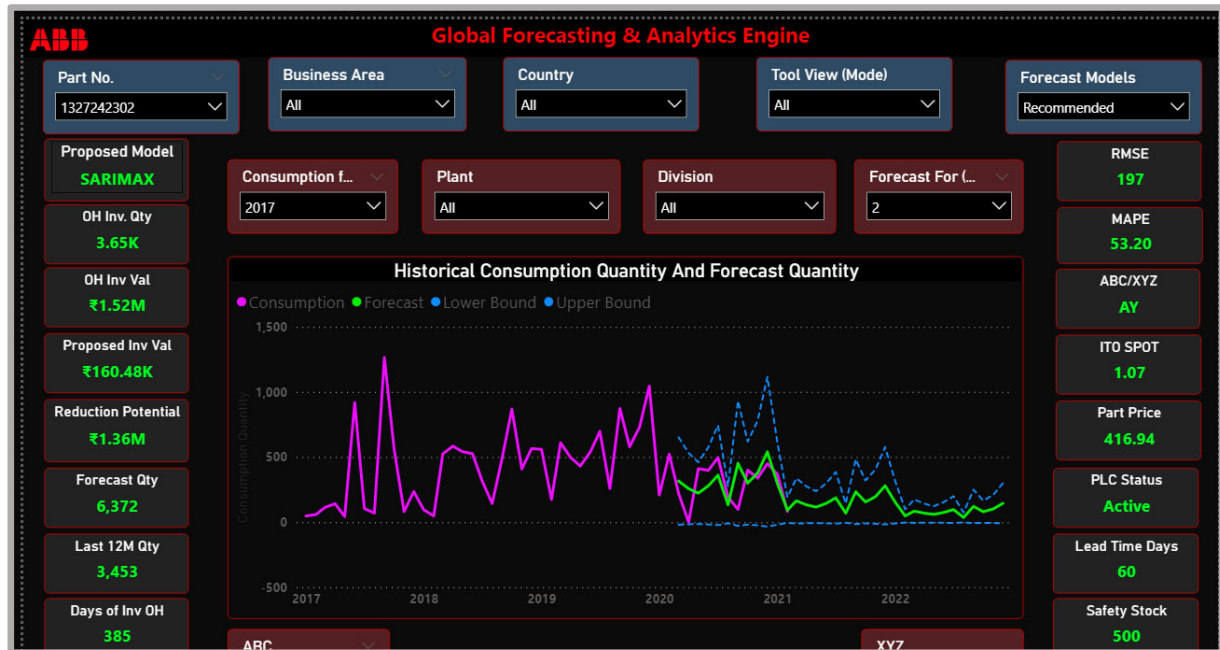 ABB
Global Forecasting & Analytics Engine
Part No.
1327242302
Business Area
All
Country
All
Tool View (Mode)
All
Forecast Models
Recommended
Proposed Model
SARIMAX
OH Inv. Qty
3.65K
OH Inv Val
₹1.52M
Proposed Inv Val
₹160.48K
Reduction Potential
₹1.36M
Forecast Qty
6,372
Last 12M Qty
3,453
Days of Inv OH
385
Consumption f...
2017
Plant
All
Division
All
Forecast For (...
2
Historical Consumption Quantity And Forecast Quantity
Consumption Forecast Lower Bound Upper Bound
Consumption Quantity
1,500
1,000
500
0
-500
2017 2018 2019 2020 2021 2022
ABC
XYZ
RMSE
197
MAPE
53.20
ABC/XYZ
AY
ITO SPOT
1.07
Part Price
416.94
PLC Status
Active
Lead Time Days
60
Safety Stock
500